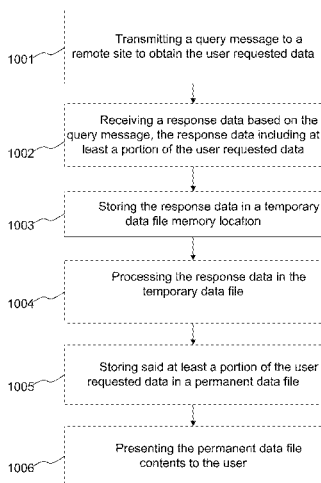 Transmitting a query message to a
remote site to obtain the user requested data
1001
Receiving a response data based on the
query message, the response data including at
least a portion of the user requested data
1002
Storing the response data in a temporary
data file memory location
1003
Processing the response data in the
temporary data file
1004
Storing said at least a portion of the user
requested data in a permanent data file
1005
Presenting the permanent data file
contents to the user
1006